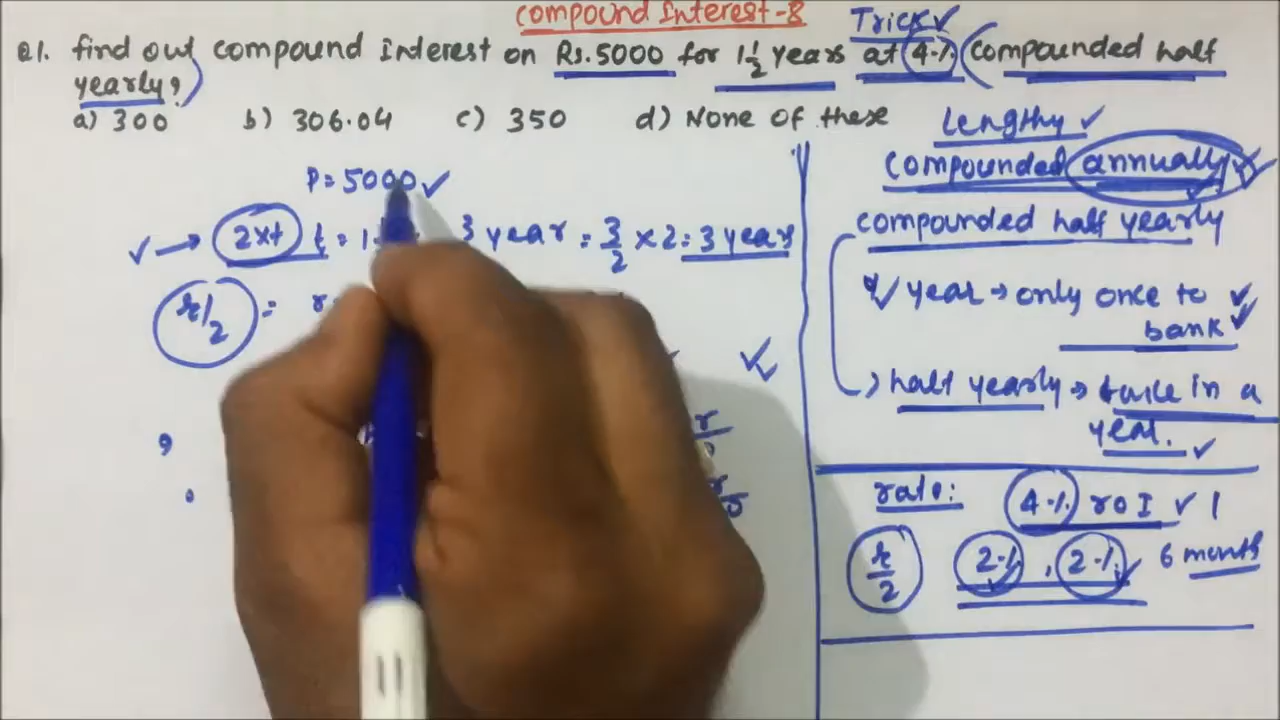 Compound Interest-8
Trick✓
Q1. find out compound Interest on Rs.5000 for 1½ years at 4% (compounded half
yearly?)
a) 300 b) 306.04 c) 350 d) None of these
P = 5000 ✓
✓ → 2xt t = 1 3 year = 3/2 x 2 = 3 years
r/2 =
Lengthy ✓
compounded annually
compounded half yearly
year → only once to
bank
half yearly → twice in a
year. ✓
rate: 4% ROI ✓ 1
r/2 2%, 2% 6 month